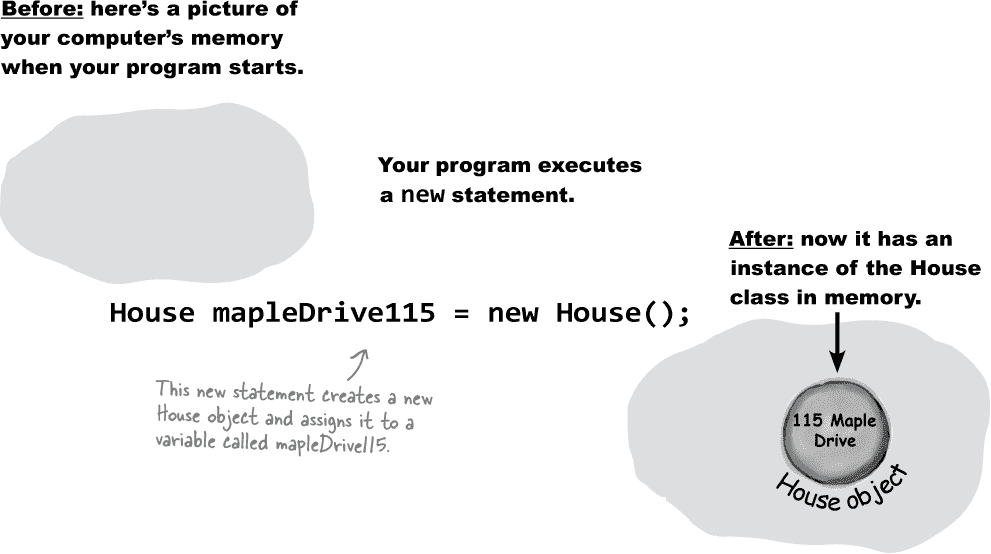 Before: here's a picture of
your computer's memory
when your program starts.
Your program executes
a new statement.
After: now it has an
instance of the House
class in memory.
House mapleDrive115 = new House();
This new statement creates a new
House object and assigns it to a
variable called mapleDrive115.
115 Maple
Drive
House object